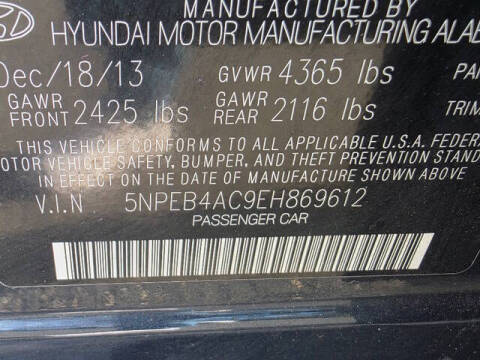 MANUFACTURED BY
HYUNDAI MOTOR MANUFACTURING ALAB
Dec/18/13 GVWR 4365 lbs
GAWR FRONT 2425 lbs GAWR REAR 2116 lbs TRIM
THIS VEHICLE CONFORMS TO ALL APPLICABLE U.S.A. FEDER
MOTOR VEHICLE SAFETY, BUMPER, AND THEFT PREVENTION STAND
IN EFFECT ON THE DATE OF MANUFACTURE SHOWN ABOVE
V.I.N 5NPEB4AC9EH869612
PASSENGER CAR